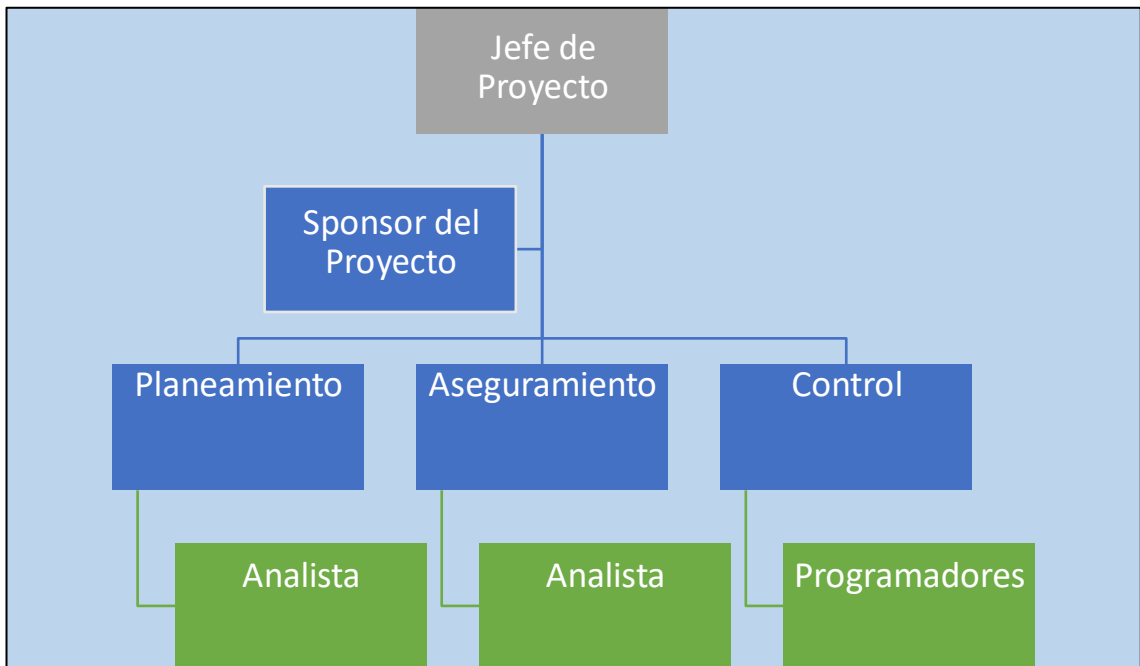 Jefe de
Proyecto
Sponsor del
Proyecto
Planeamiento
Aseguramiento
Control
Analista
Analista
Programadores